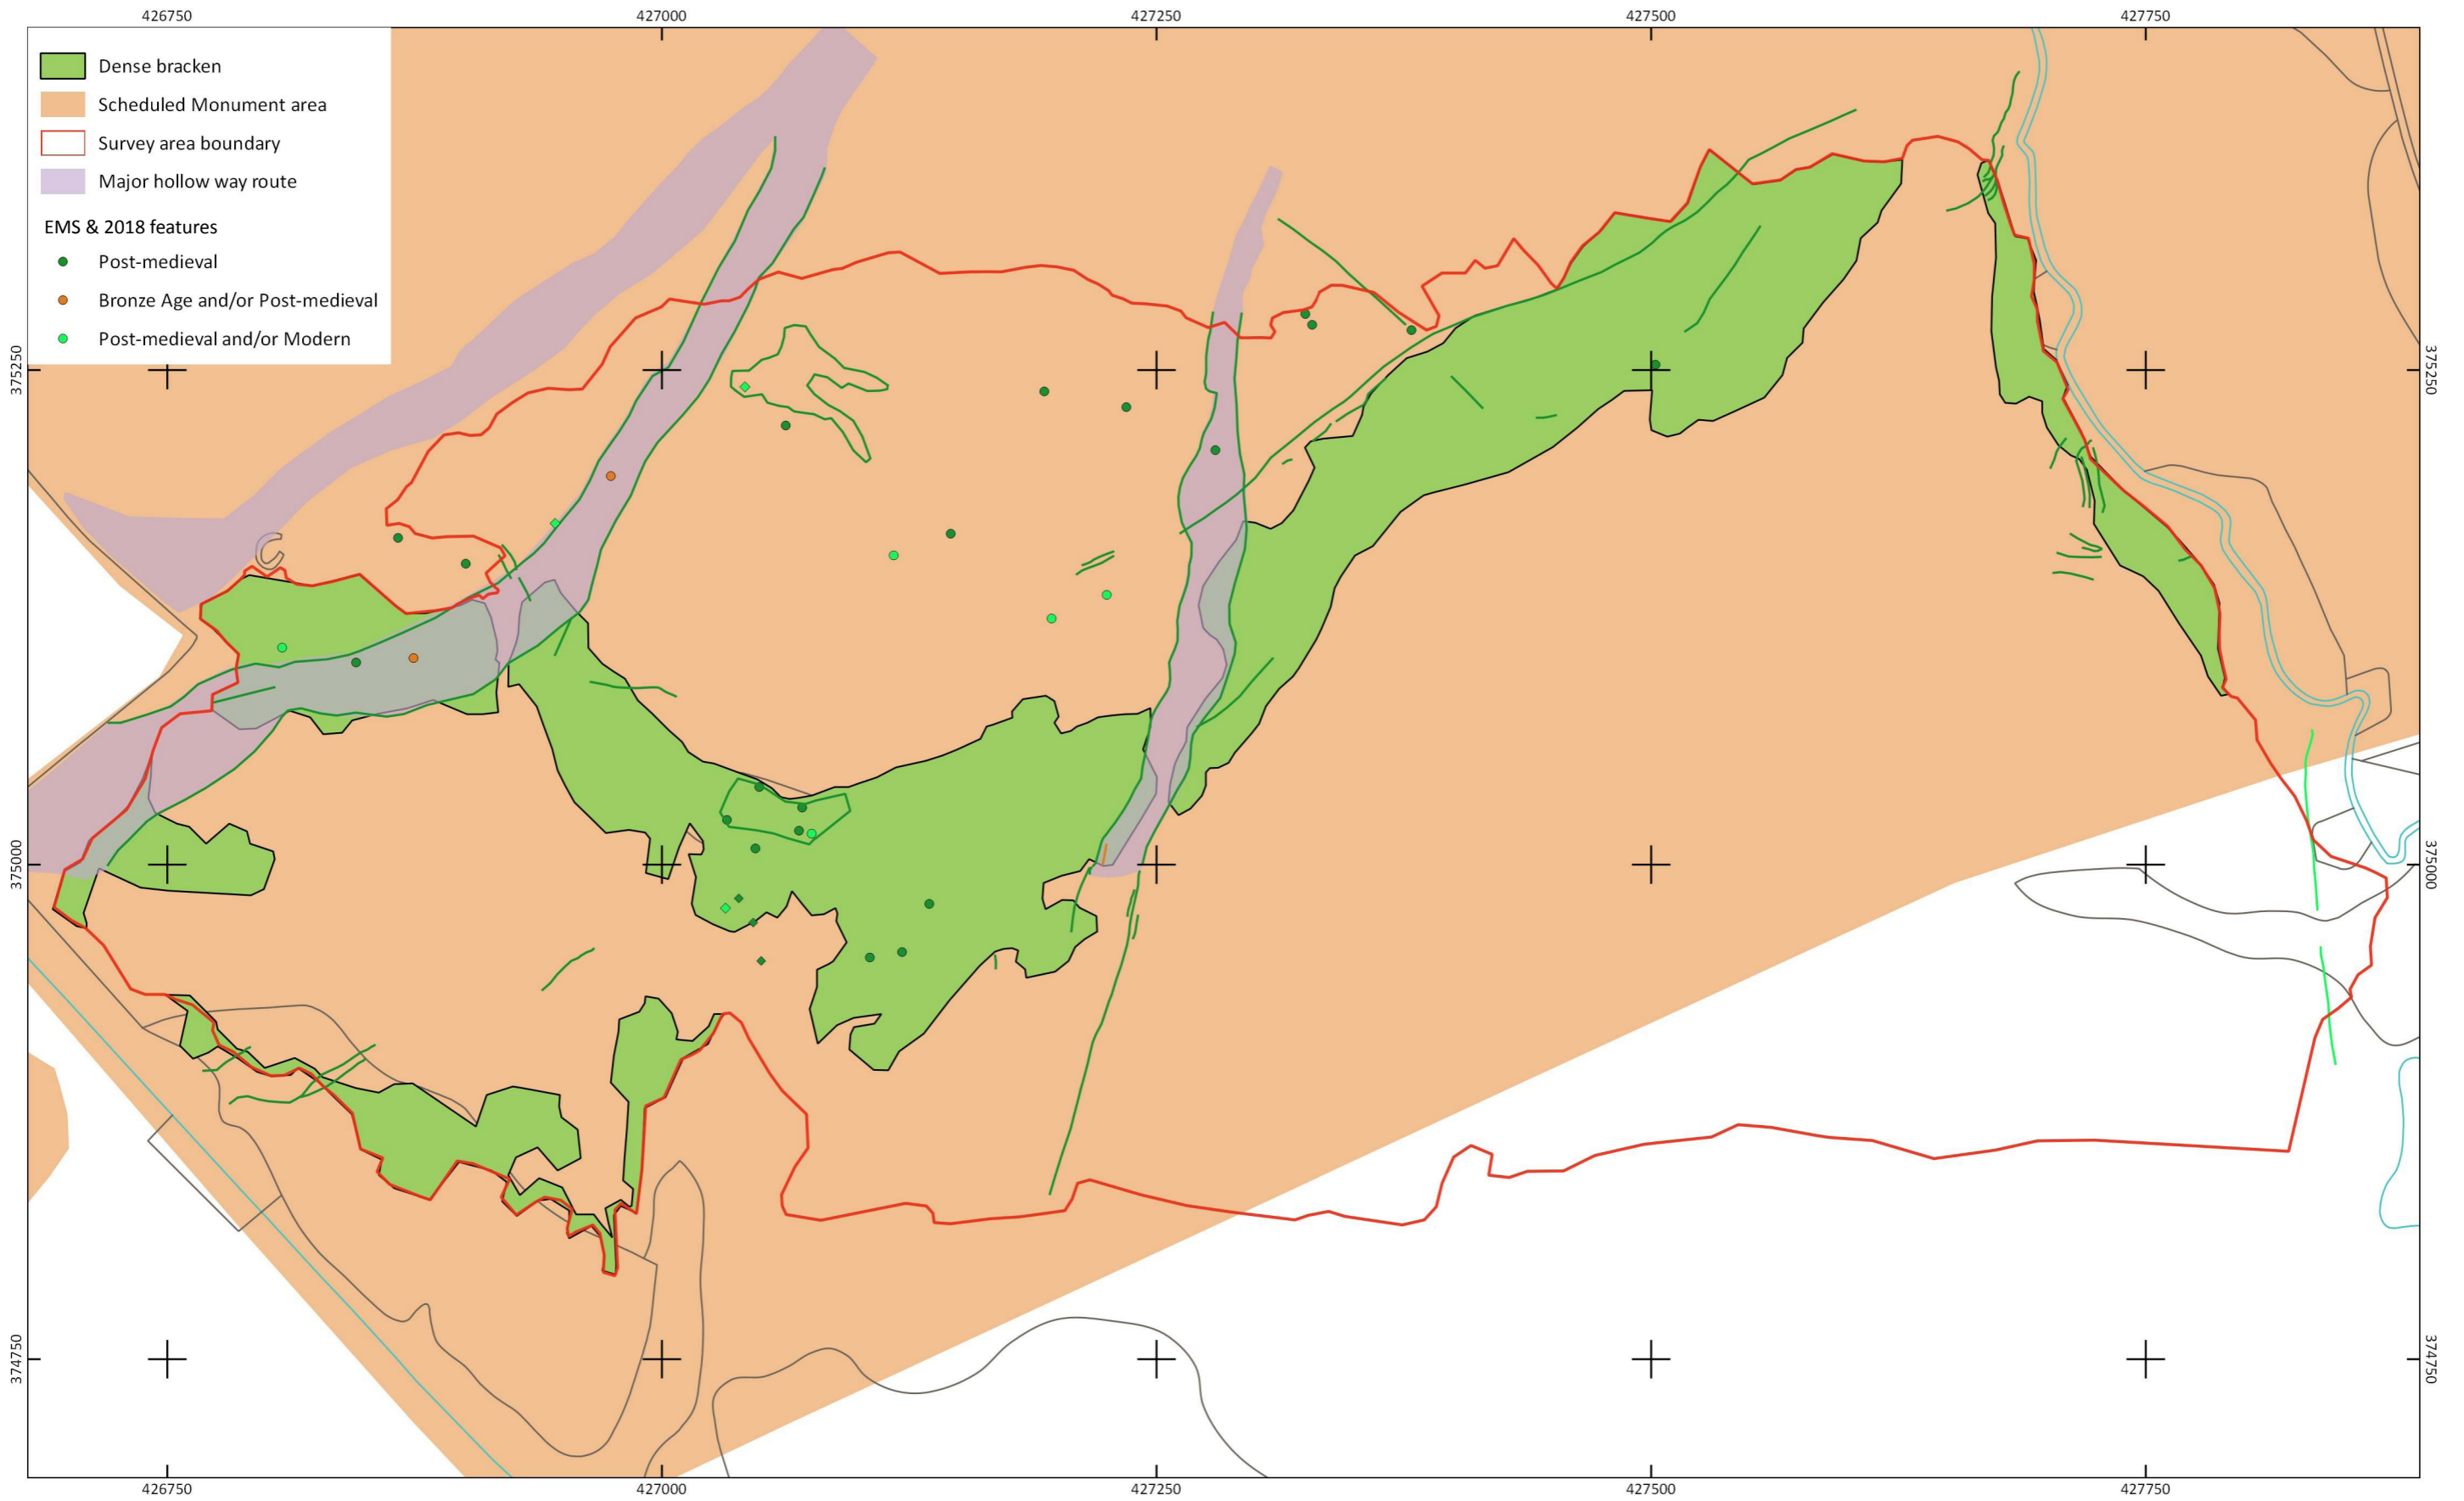 426750 427000 427250 427500 427750
Dense bracken
Scheduled Monument area
Survey area boundary
Major hollow way route
EMS & 2018 features
Post-medieval
Bronze Age and/or Post-medieval
Post-medieval and/or Modern
375250 375250
375000 375000
374750 374750
426750 427000 427250 427500 427750